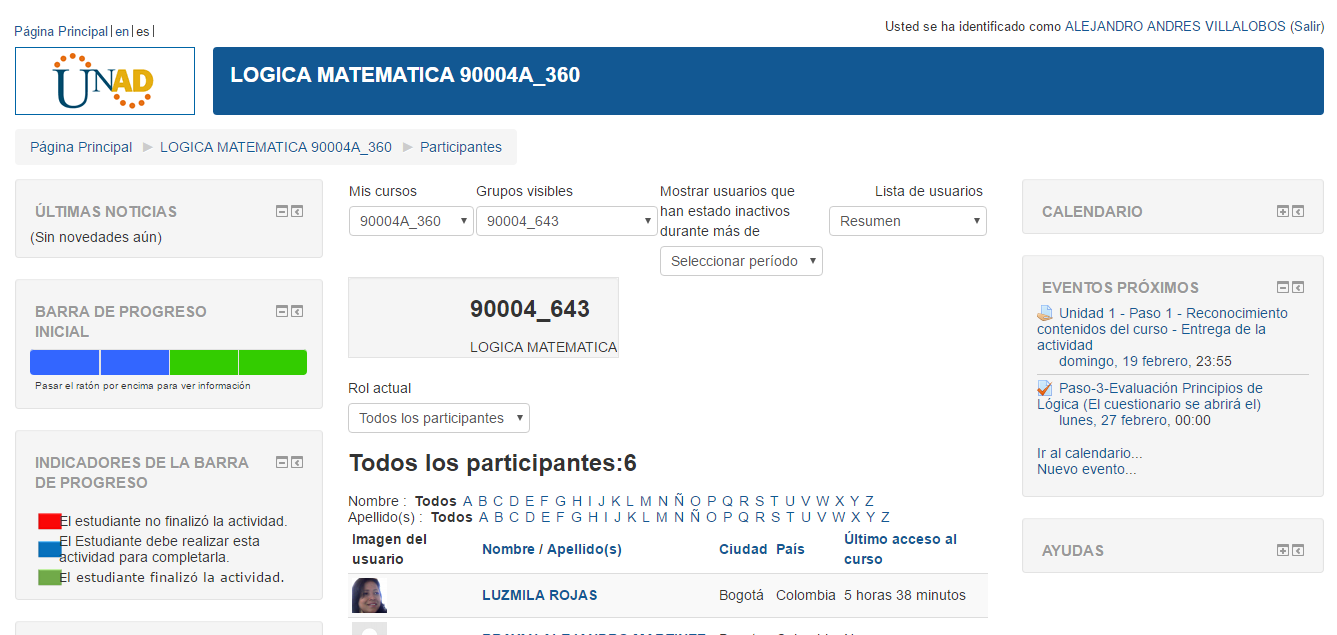 Página Principal| en| es |
Usted se ha identificado como ALEJANDRO ANDRES VILLALOBOS (Salir)
UNAD
LOGICA MATEMATICA 90004A_360
Página Principal ► LOGICA MATEMATICA 90004A_360 ► Participantes
ÚLTIMAS NOTICIAS
(Sin novedades aún)
BARRA DE PROGRESO
INICIAL
Pasar el ratón por encima para ver información
INDICADORES DE LA BARRA
DE PROGRESO
El estudiante no finalizó la actividad.
El Estudiante debe realizar esta
actividad para completarla.
El estudiante finalizó la actividad.
Mis cursos
90004A_360
Grupos visibles
90004_643
Mostrar usuarios que
han estado inactivos
durante más de
Seleccionar período
Lista de usuarios
Resumen
90004_643
LOGICA MATEMATICA
Rol actual
Todos los participantes
Todos los participantes:6
Nombre : Todos A B C D E F G H I J K L M N Ñ O P Q R S T U V W X Y Z
Apellido(s) : Todos A B C D E F G H I J K L M N Ñ O P Q R S T U V W X Y Z
Imagen del
usuario
Nombre / Apellido(s)
Ciudad
País
Último acceso al
curso
LUZMILA ROJAS Bogotá Colombia 5 horas 38 minutos
CALENDARIO
EVENTOS PRÓXIMOS
Unidad 1 - Paso 1 - Reconocimiento
contenidos del curso - Entrega de la
actividad
domingo, 19 febrero, 23:55
Paso-3-Evaluación Principios de
Lógica (El cuestionario se abrirá el)
lunes, 27 febrero, 00:00
Ir al calendario...
Nuevo evento...
AYUDAS